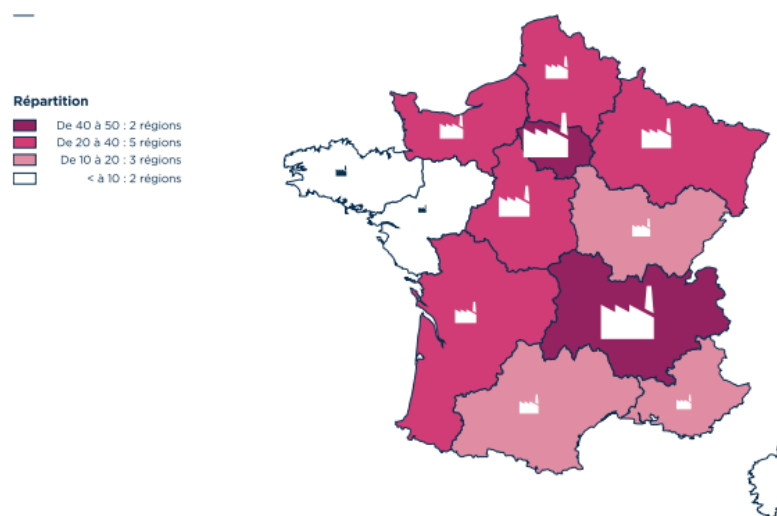 Répartition
De 40 à 50 : 2 régions
De 20 à 40 : 5 régions
De 10 à 20 : 3 régions
< à 10 : 2 régions